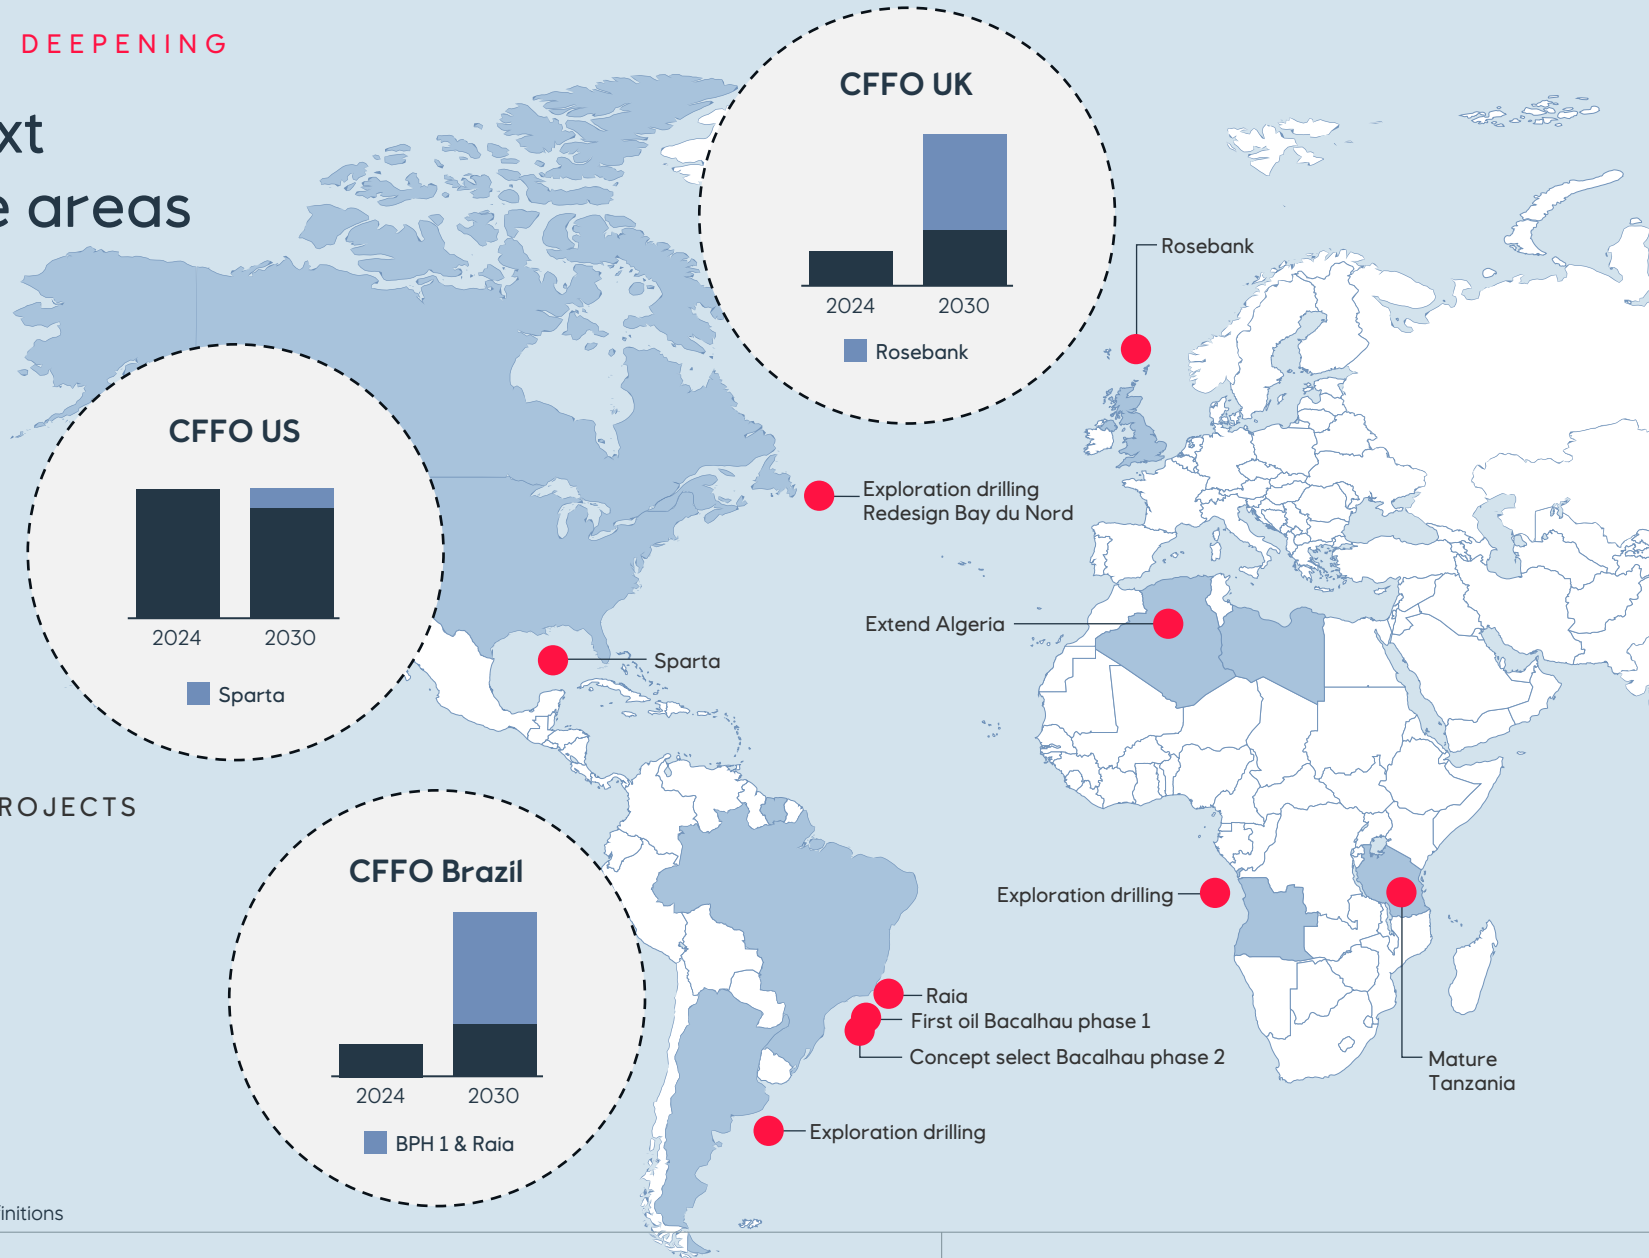 DEEPENING
xt
e areas
CFFO UK
2024 2030
Rosebank
Rosebank
CFFO US
2024 2030
Sparta
Exploration drilling
Redesign Bay du Nord
Extend Algeria
Sparta
ROJECTS
CFFO Brazil
2024 2030
BPH 1 & Raia
Exploration drilling
Raia
First oil Bacalhau phase 1
Concept select Bacalhau phase 2
Mature
Tanzania
Exploration drilling
initions